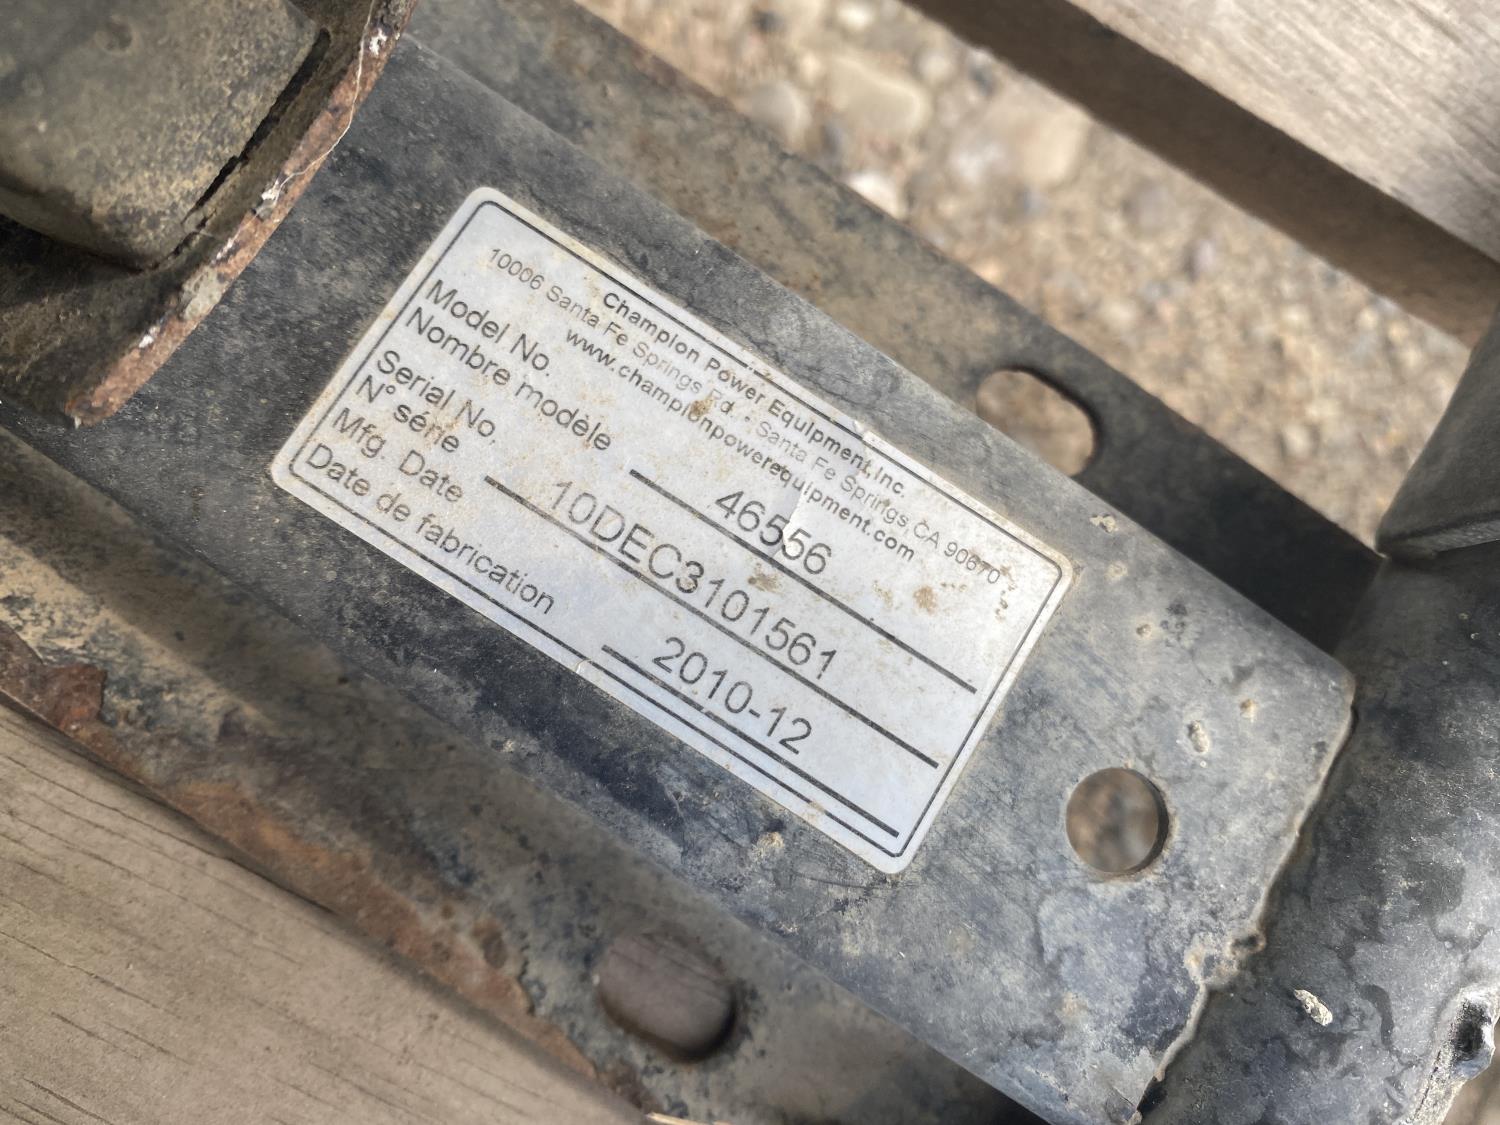 Champion Power Equipment, Inc.
10006 Santa Fe Springs Rd. • Santa Fe Springs CA 90670
www.championpowerequipment.com
Model No.
Nombre modèle 46556
Serial No.
N° série 10DEC3101561
Mfg. Date
Date de fabrication 2010-12